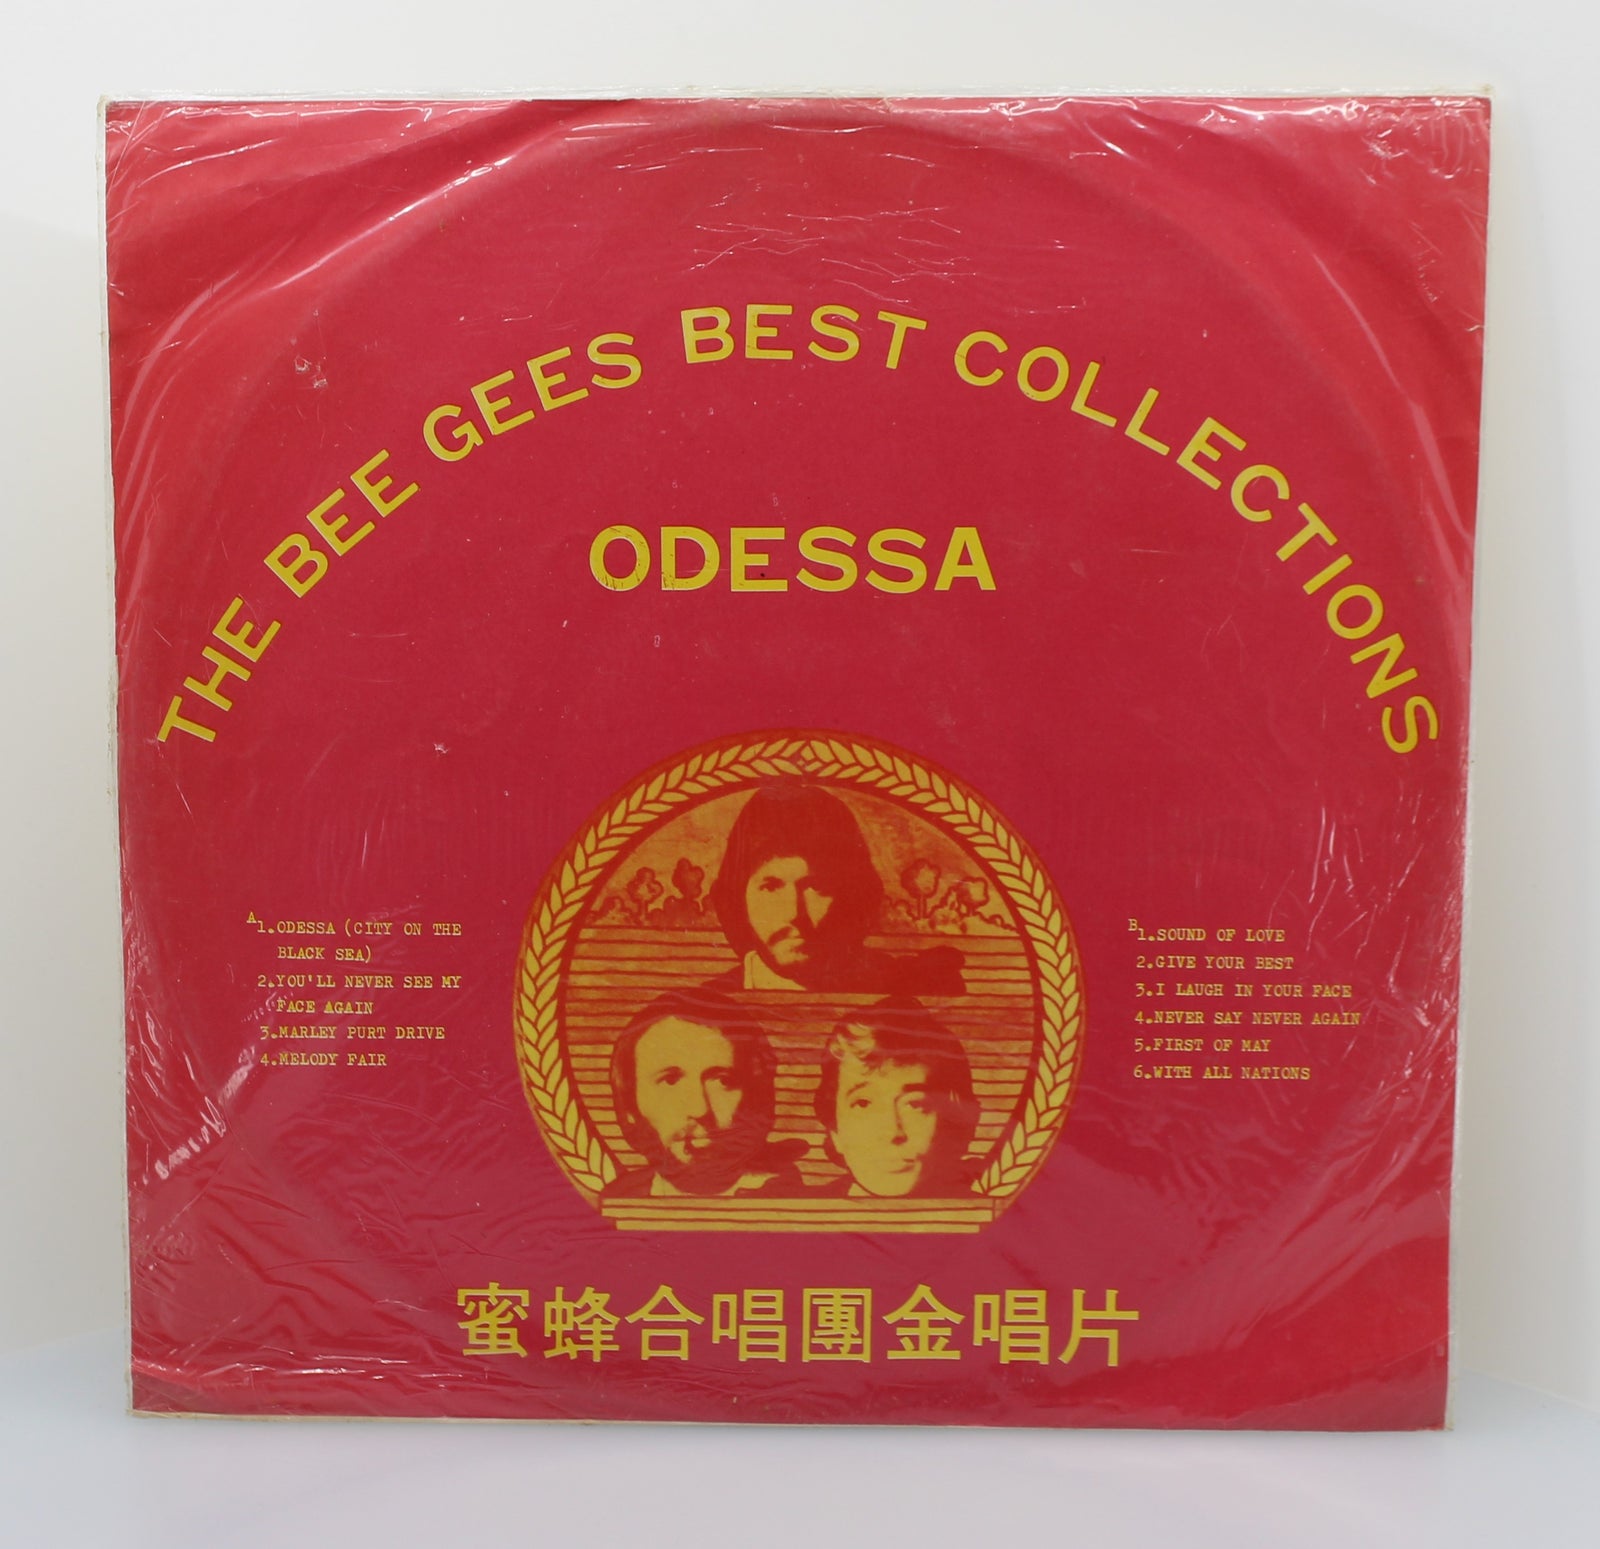 THE BEE GEES BEST COLLECTIONS
ODESSA
A
1.ODESSA (CITY ON THE
BLACK SEA)
2.YOU'LL NEVER SEE MY
FACE AGAIN
3.MARLEY PURT DRIVE
4.MELODY FAIR
B
1.SOUND OF LOVE
2.GIVE YOUR BEST
3.I LAUGH IN YOUR FACE
4.NEVER SAY NEVER AGAIN
5.FIRST OF MAY
6.WITH ALL NATIONS
蜜蜂合唱團金唱片